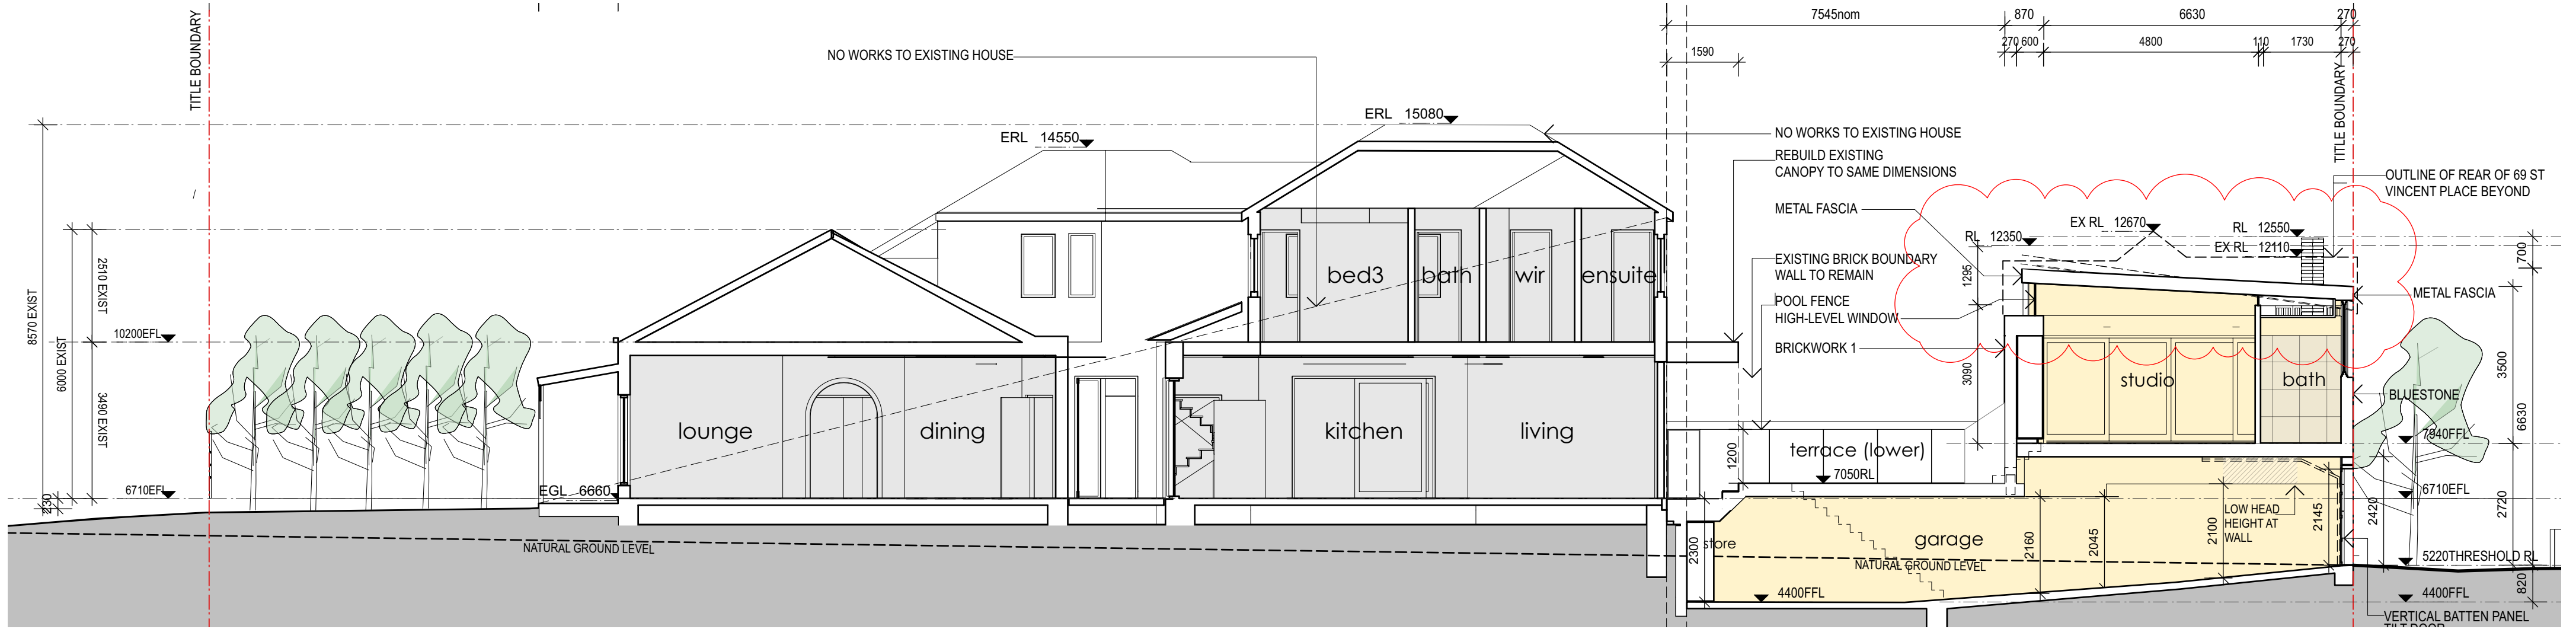 TITLE BOUNDARY
NO WORKS TO EXISTING HOUSE
ERL 14550
ERL 15080
7545nom
870
6630
270
1590
270
600
4800
110
1730
270
TITLE BOUNDARY
NO WORKS TO EXISTING HOUSE
REBUILD EXISTING
CANOPY TO SAME DIMENSIONS
METAL FASCIA
EXISTING BRICK BOUNDARY
WALL TO REMAIN
POOL FENCE
HIGH-LEVEL WINDOW
BRICKWORK 1
OUTLINE OF REAR OF 69 ST
VINCENT PLACE BEYOND
EX RL 12670
RL 12550
RL 12350
EX RL 12110
METAL FASCIA
BLUESTONE
8570 EXIST
6000 EXIST
2510 EXIST
3490 EXIST
230
10200EFL
6710EFL
EGL 6660
NATURAL GROUND LEVEL
lounge
dining
kitchen
living
bed3
bath
wir
ensuite
1295
3090
studio
bath
700
3500
6630
2720
820
7940FFL
6710EFL
5220THRESHOLD RL
4400FFL
1200
terrace (lower)
7050RL
2300
store
garage
NATURAL GROUND LEVEL
4400FFL
2160
2045
2100
LOW HEAD
HEIGHT AT
WALL
2145
2420
VERTICAL BATTEN PANEL
TILT DOOR